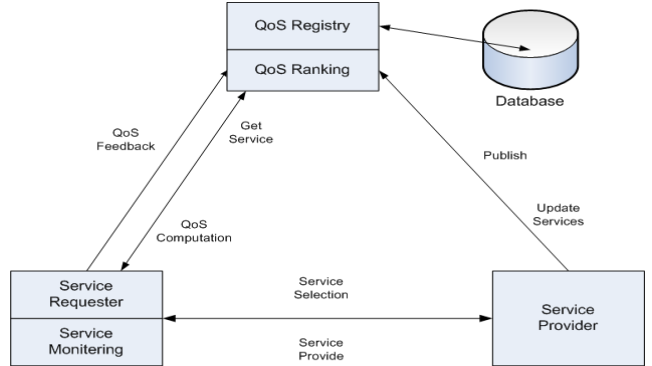 QoS Registry
QoS Ranking
Database
QoS
Feedback
Get
Service
Publish
QoS
Computation
Update
Services
Service
Requester
Service
Monitering
Service
Selection
Service
Provide
Service
Provider